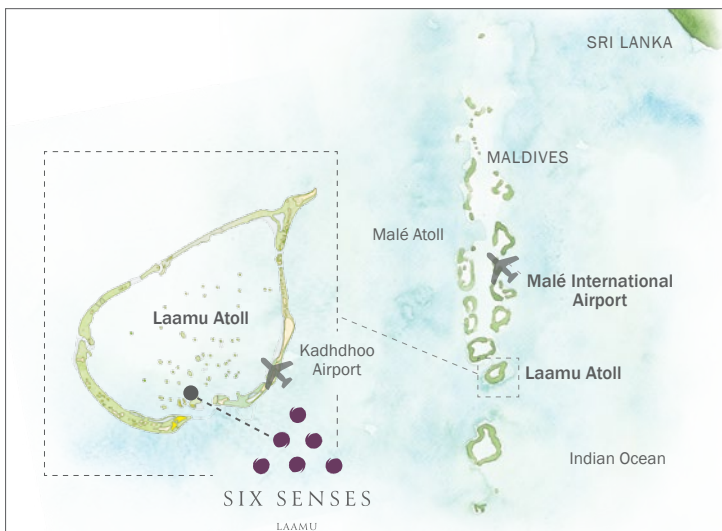 SRI LANKA
MALDIVES
Malé Atoll
Malé International
Airport
Laamu Atoll
Kadhdhoo
Airport
Laamu Atoll
Indian Ocean
SIX SENSES
LAAMU